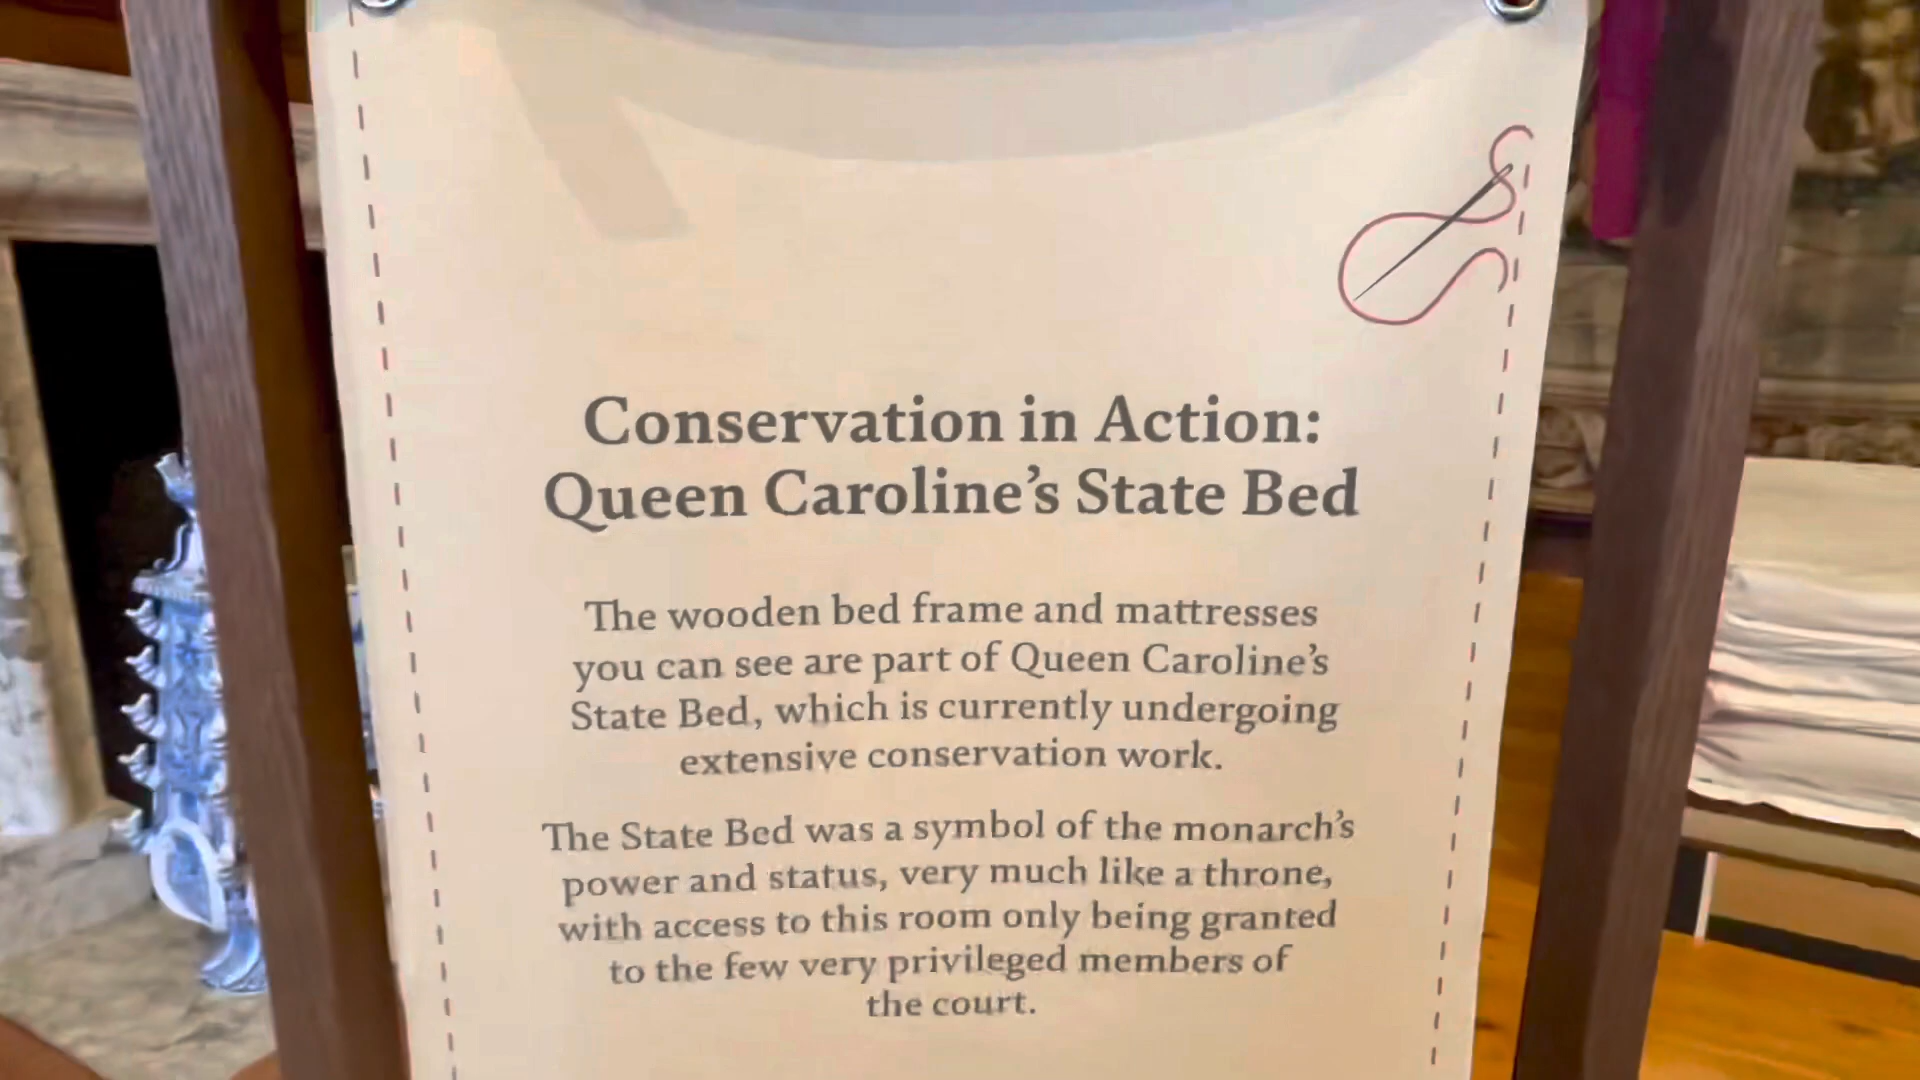 Conservation in Action:
Queen Caroline's State Bed
The wooden bed frame and mattresses
you can see are part of Queen Caroline's
State Bed, which is currently undergoing
extensive conservation work.
The State Bed was a symbol of the monarch's
power and status, very much like a throne,
with access to this room only being granted
to the few very privileged members of
the court.